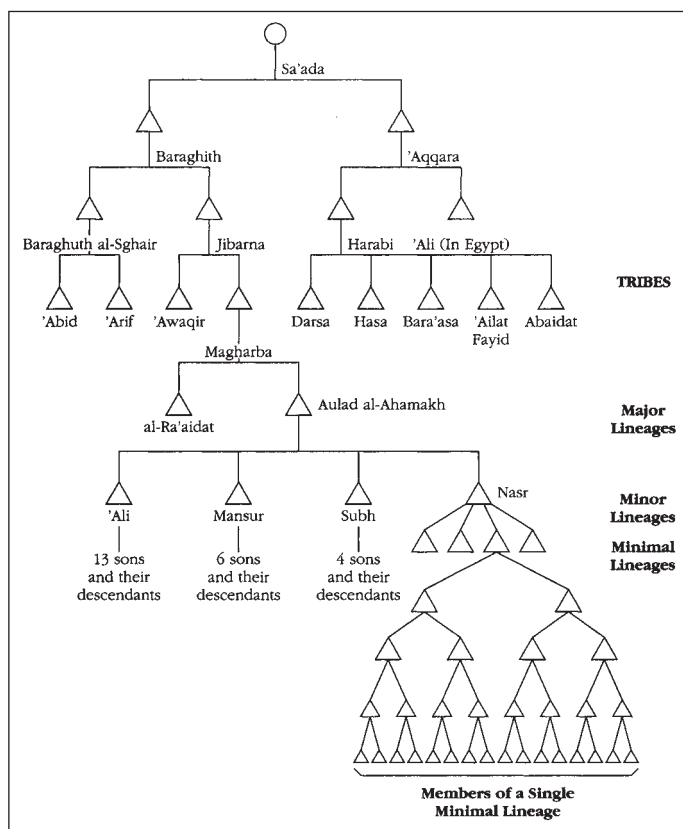 Sa'ada
Baraghith
'Aqqara
Baraghuth al-Sghair
Jibarna
Harabi
'Ali (In Egypt)
TRIBES
'Abid
'Arif
'Awaqir
Darsa
Hasa
Bara'asa
'Ailat
Fayid
Abaidat
Magharba
al-Ra'aidat
Aulad al-Ahamakh
Major
Lineages
'Ali
Mansur
Subh
Nasr
Minor
Lineages
13 sons
and their
descendants
6 sons
and their
descendants
4 sons
and their
descendants
Minimal
Lineages
Members of a Single
Minimal Lineage